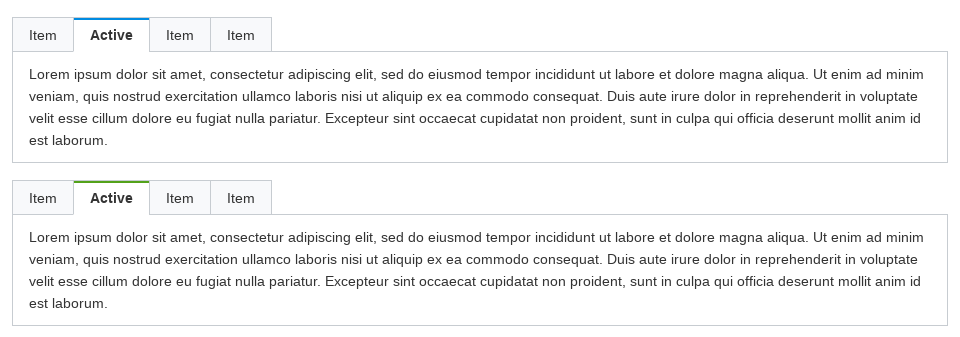 Item Active Item Item
Lorem ipsum dolor sit amet, consectetur adipiscing elit, sed do eiusmod tempor incididunt ut labore et dolore magna aliqua. Ut enim ad minim
veniam, quis nostrud exercitation ullamco laboris nisi ut aliquip ex ea commodo consequat. Duis aute irure dolor in reprehenderit in voluptate
velit esse cillum dolore eu fugiat nulla pariatur. Excepteur sint occaecat cupidatat non proident, sunt in culpa qui officia deserunt mollit anim id
est laborum.
Item Active Item Item
Lorem ipsum dolor sit amet, consectetur adipiscing elit, sed do eiusmod tempor incididunt ut labore et dolore magna aliqua. Ut enim ad minim
veniam, quis nostrud exercitation ullamco laboris nisi ut aliquip ex ea commodo consequat. Duis aute irure dolor in reprehenderit in voluptate
velit esse cillum dolore eu fugiat nulla pariatur. Excepteur sint occaecat cupidatat non proident, sunt in culpa qui officia deserunt mollit anim id
est laborum.